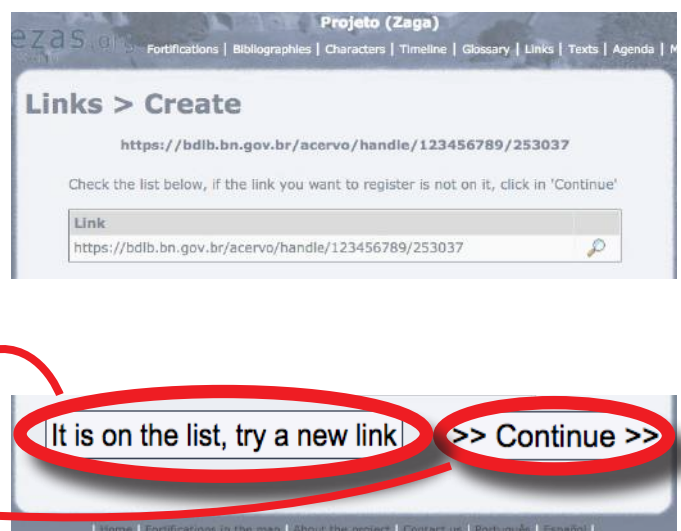 Projeto (Zaga)
ezas.org
Fortifications | Bibliographies | Characters | Timeline | Glossary | Links | Texts | Agenda | M
Links > Create
https://bdlb.bn.gov.br/acervo/handle/123456789/253037
Check the list below, if the link you want to register is not on it, click in 'Continue'
Link
https://bdlb.bn.gov.br/acervo/handle/123456789/253037
It is on the list, try a new link
>> Continue >>
| Home | Fortifications in the map | About the project | Contact us | Português | Español |